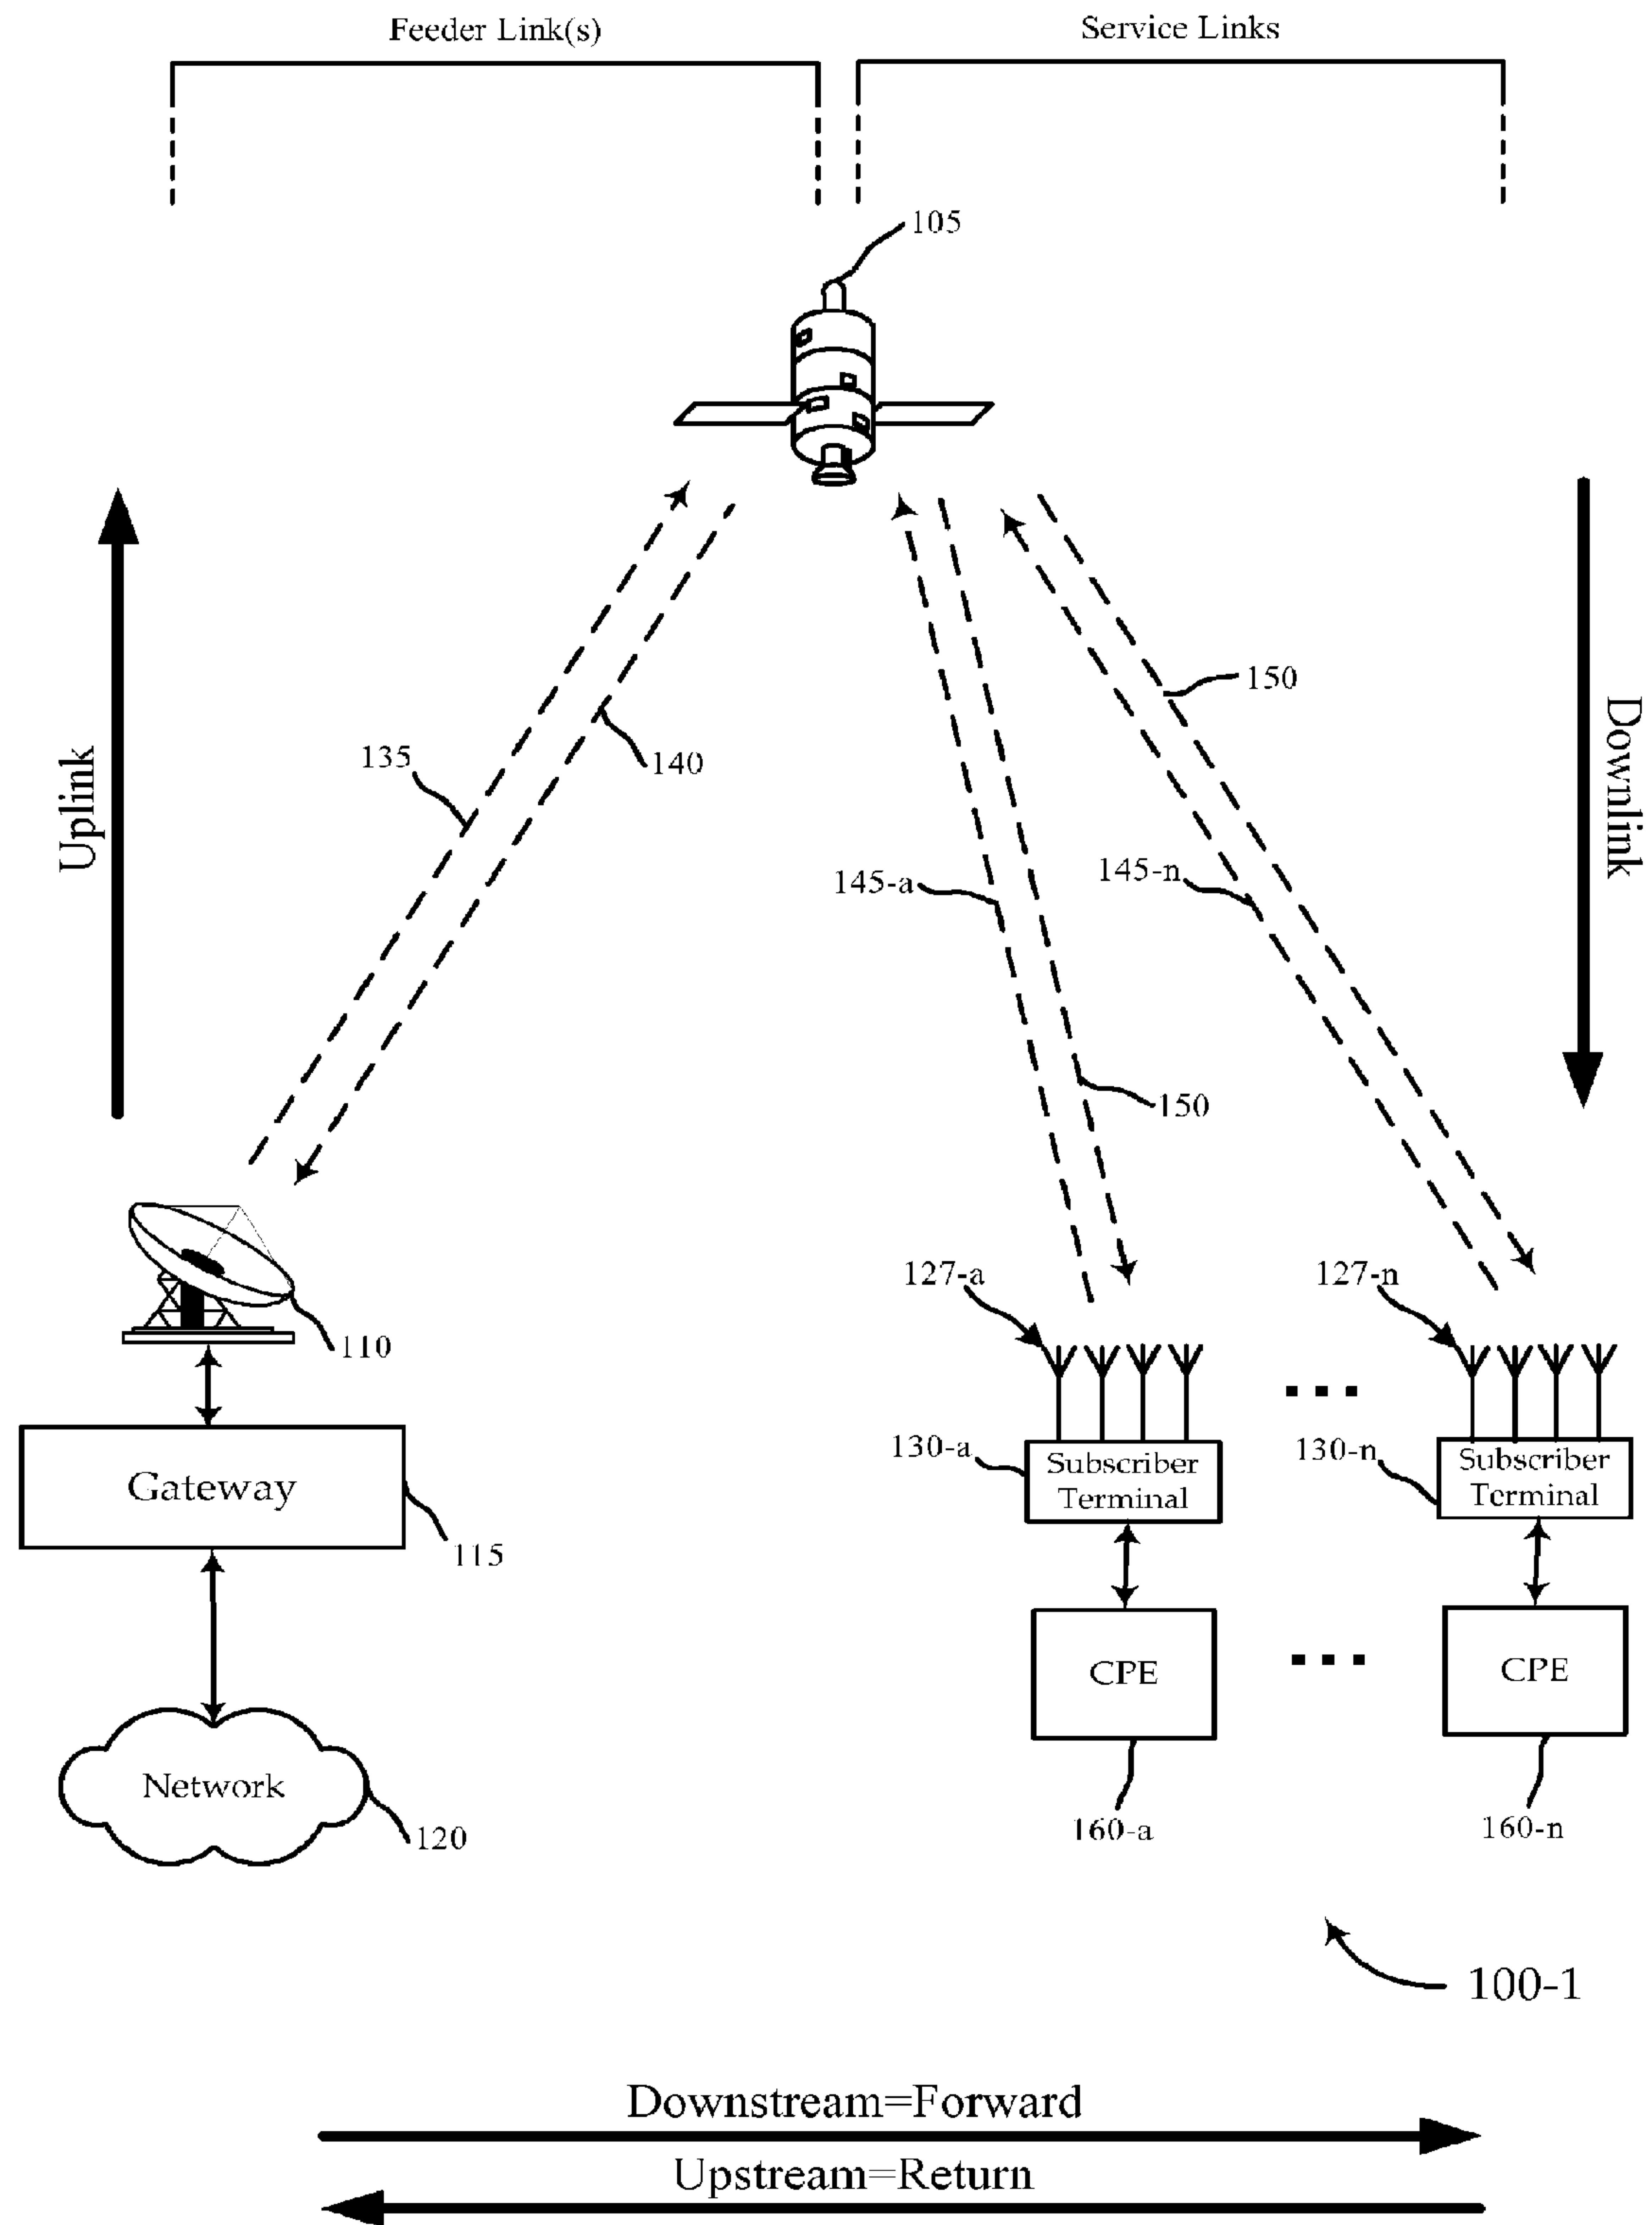 Feeder Link(s)
Service Links
105
150
135
140
Uplink
Downlink
145-a
145-n
150
127-a
127-n
110
130-a
Subscriber
Terminal
130-n
Subscriber
Terminal
Gateway
115
CPE
CPE
Network
120
160-a
160-n
100-1
Downstream=Forward
Upstream=Return